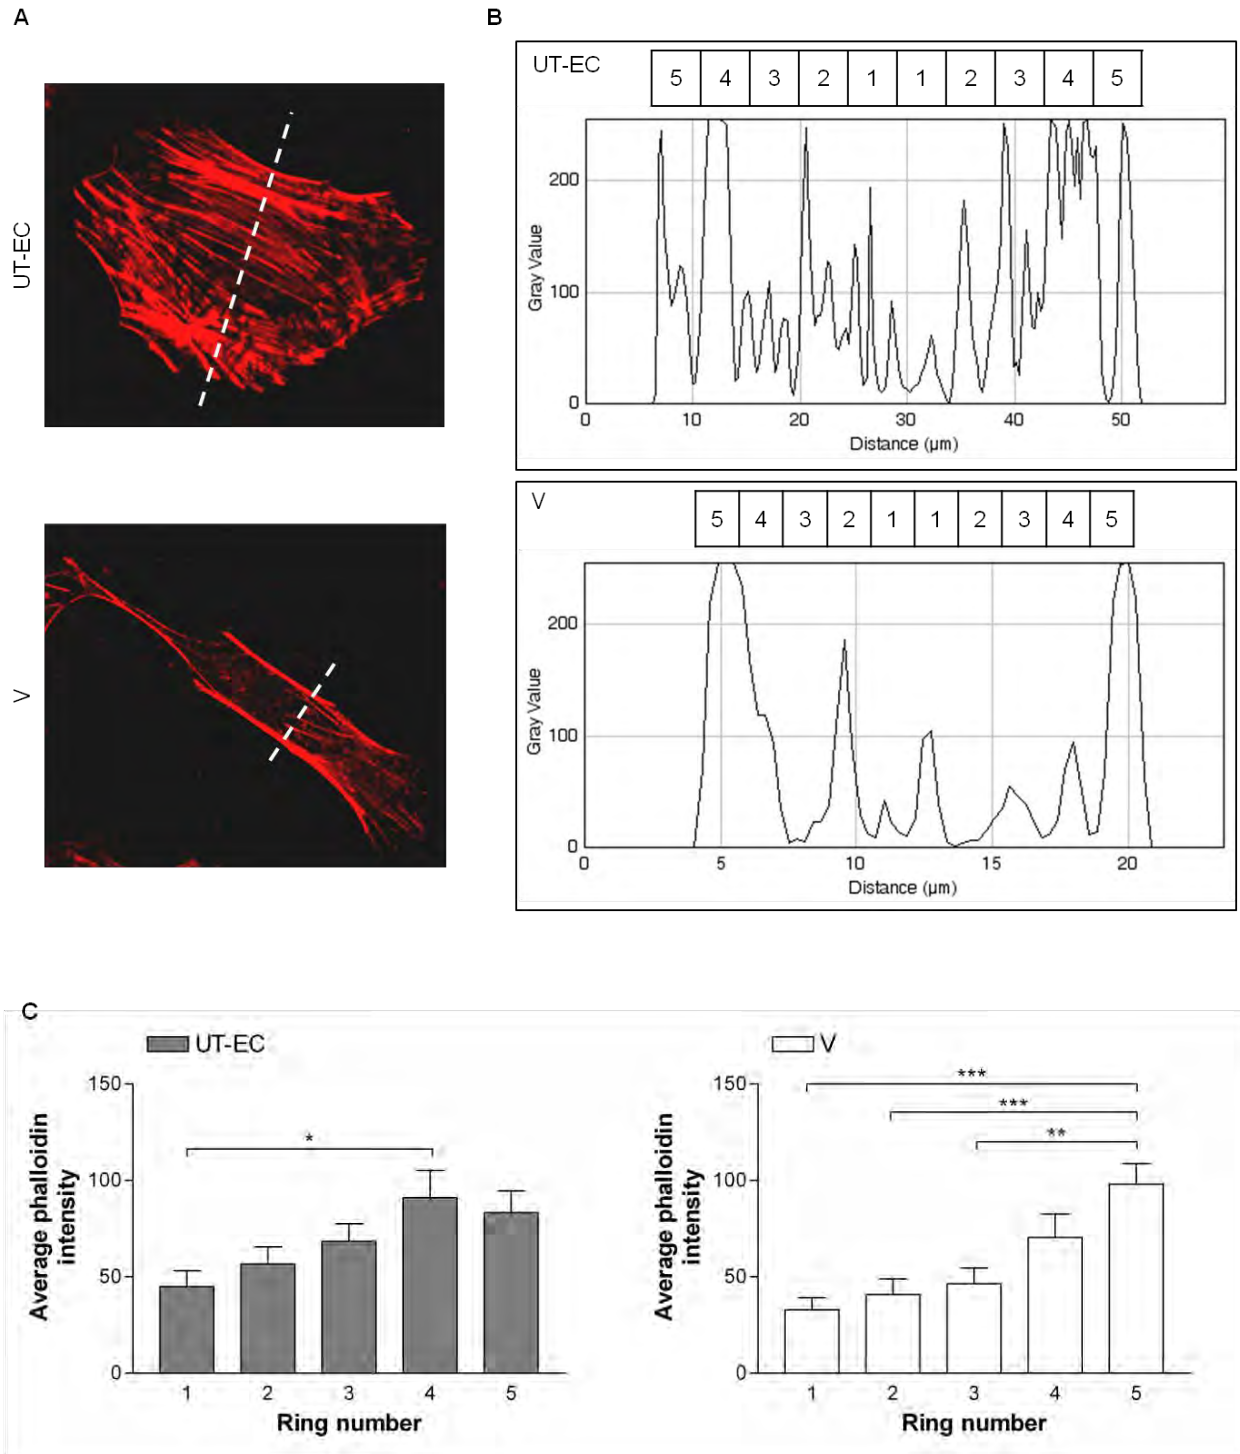 A
B
UT-EC
V
UT-EC
5 4 3 2 1 1 2 3 4 5
Gray Value
200
100
0
0 10 20 30 40 50
Distance (µm)
V
5 4 3 2 1 1 2 3 4 5
Gray Value
200
100
0
0 5 10 15 20
Distance (µm)
C
UT-EC
Average phalloidin
intensity
150
100
50
0
*
1 2 3 4 5
Ring number
V
Average phalloidin
intensity
150
100
50
0
***
***
**
1 2 3 4 5
Ring number